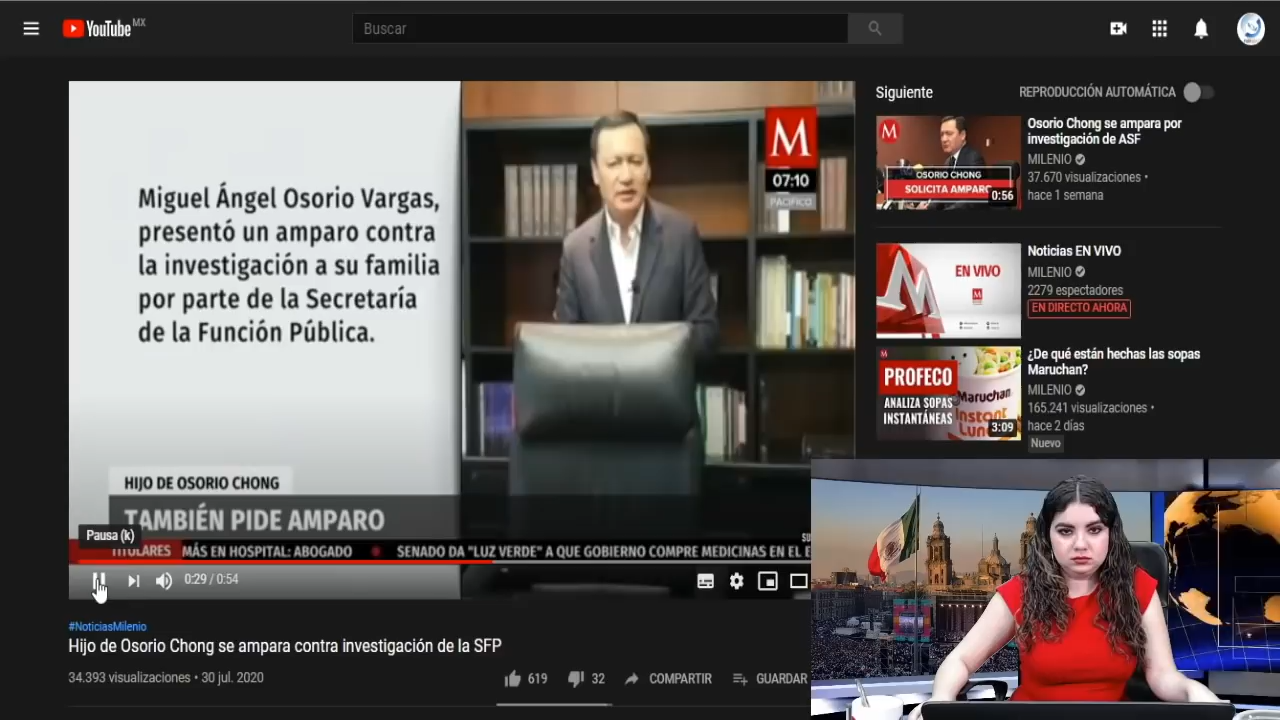 YouTube MX
Buscar
Miguel Ángel Osorio Vargas,
presentó un amparo contra
la investigación a su familia
por parte de la Secretaría
de la Función Pública.
M
07:10
PACÍFICO
HIJO DE OSORIO CHONG
TAMBIÉN PIDE AMPARO
Pausa (k)
TITULARES MÁS EN HOSPITAL: ABOGADO SENADO DA "LUZ VERDE" A QUE GOBIERNO COMPRE MEDICINAS EN EL E
0:29 / 0:54
#NoticiasMilenio
Hijo de Osorio Chong se ampara contra investigación de la SFP
34.393 visualizaciones • 30 jul. 2020
619
32
COMPARTIR
GUARDAR
Siguiente
REPRODUCCIÓN AUTOMÁTICA
M
OSORIO CHONG
SOLICITA AMPARO
0:56
Osorio Chong se ampara por
investigación de ASF
MILENIO
37.670 visualizaciones •
hace 1 semana
EN VIVO
M
Noticias EN VIVO
MILENIO
2279 espectadores
EN DIRECTO AHORA
PROFECO
ANALIZA SOPAS
INSTANTÁNEAS
Maruchan
Instant
Lunch
3:09
¿De qué están hechas las sopas
Maruchan?
MILENIO
165.241 visualizaciones •
hace 2 días
Nuevo